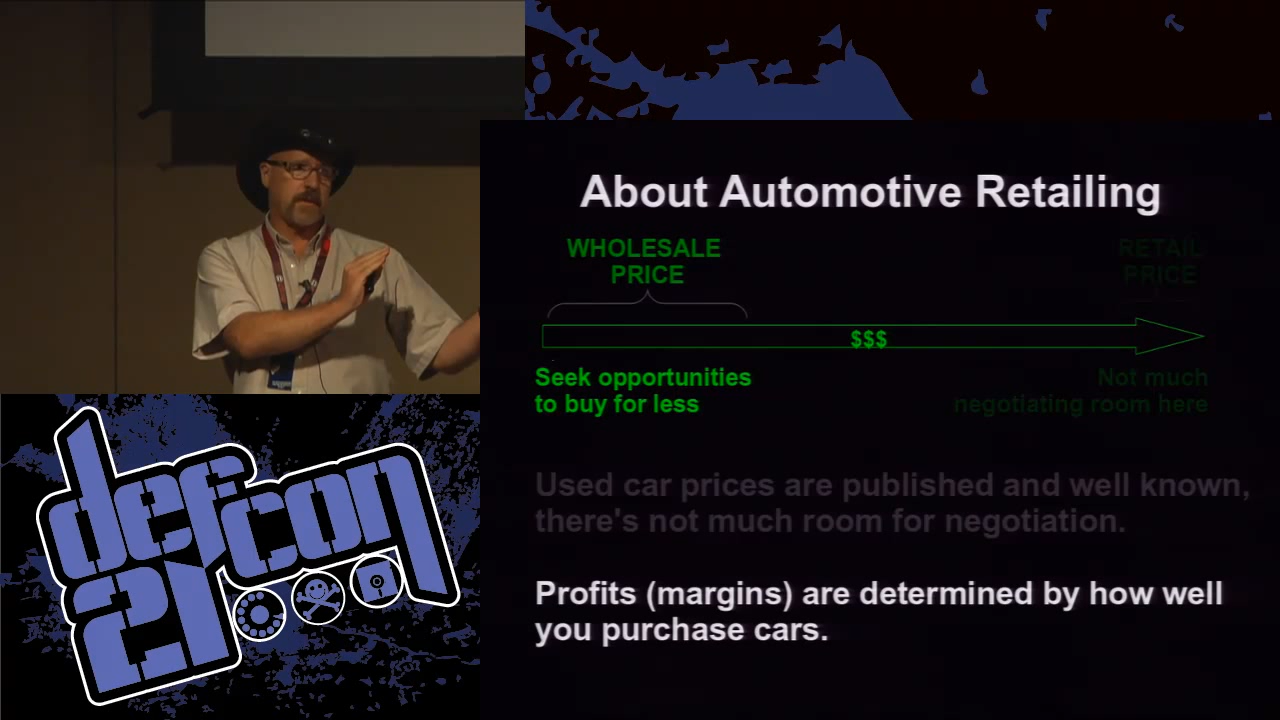 About Automotive Retailing
WHOLESALE
PRICE
RETAIL
PRICE
$$$
Seek opportunities
to buy for less
Not much
negotiating room here
Used car prices are published and well known,
there's not much room for negotiation.
Profits (margins) are determined by how well
you purchase cars.
defcon
21